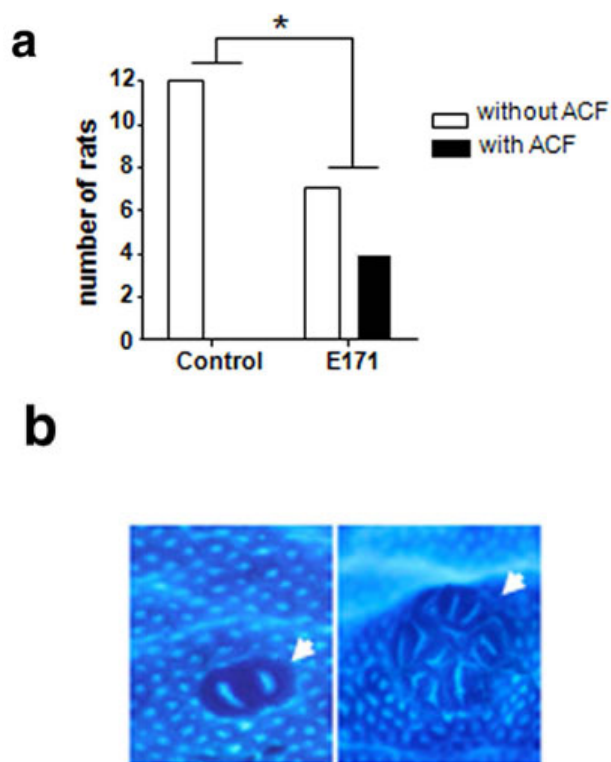 a
*
number of rats
12
10
8
6
4
2
0
Control E171
without ACF
with ACF
b